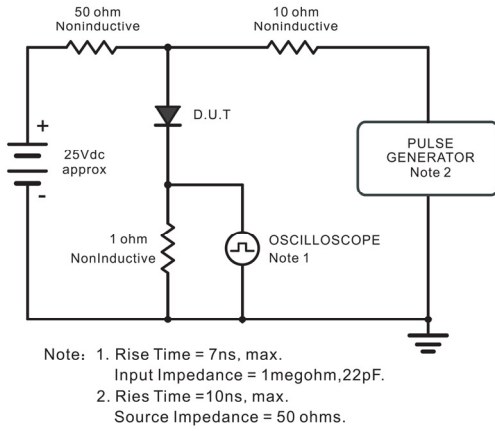 50 ohm
Noninductive
10 ohm
Noninductive
D.U.T
+
25Vdc
approx
-
PULSE
GENERATOR
Note 2
1 ohm
NonInductive
OSCILLOSCOPE
Note 1
Note: 1. Rise Time = 7ns, max.
Input Impedance = 1megohm,22pF.
2. Ries Time =10ns, max.
Source Impedance = 50 ohms.